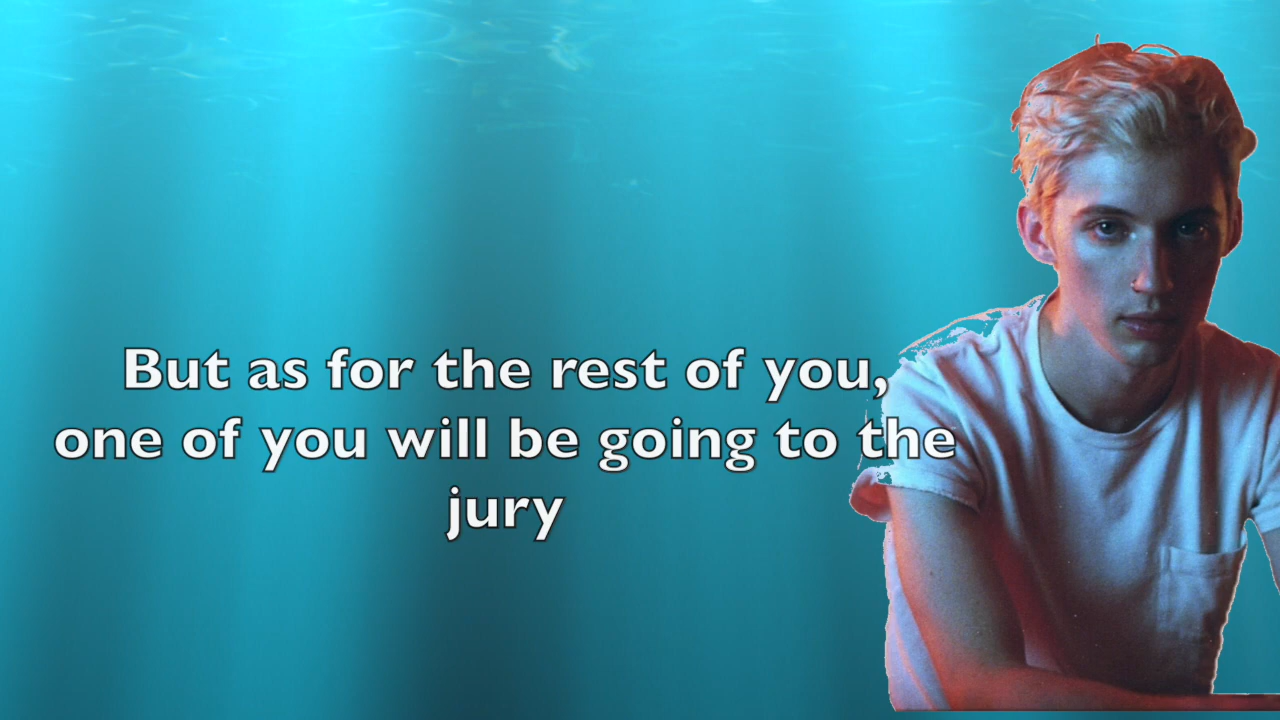 But as for the rest of you,
one of you will be going to the
jury